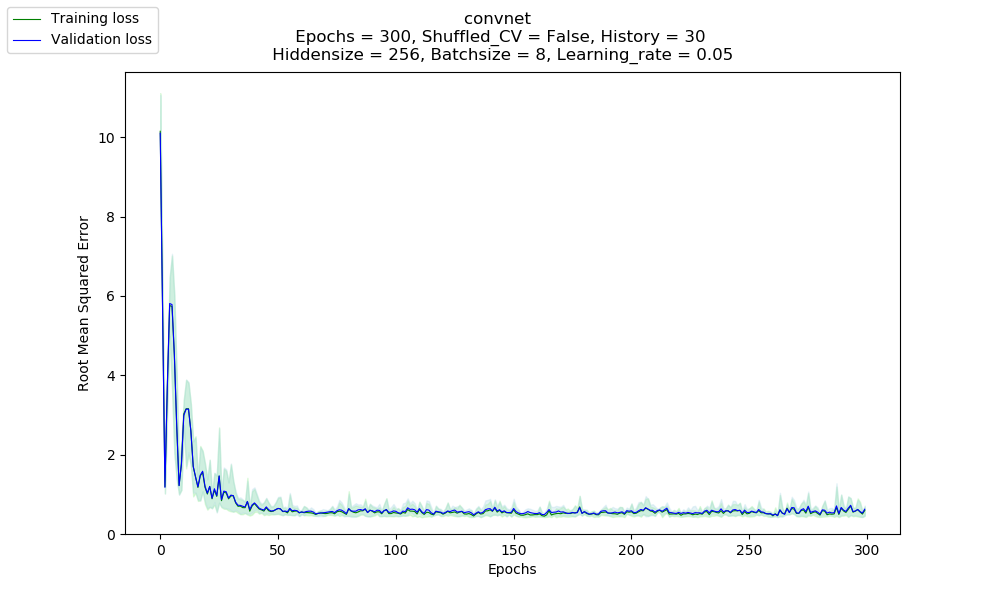 Training loss
Validation loss
convnet
Epochs = 300, Shuffled_CV = False, History = 30
Hiddensize = 256, Batchsize = 8, Learning_rate = 0.05
Root Mean Squared Error
10
8
6
4
2
0
0 50 100 150 200 250 300
Epochs